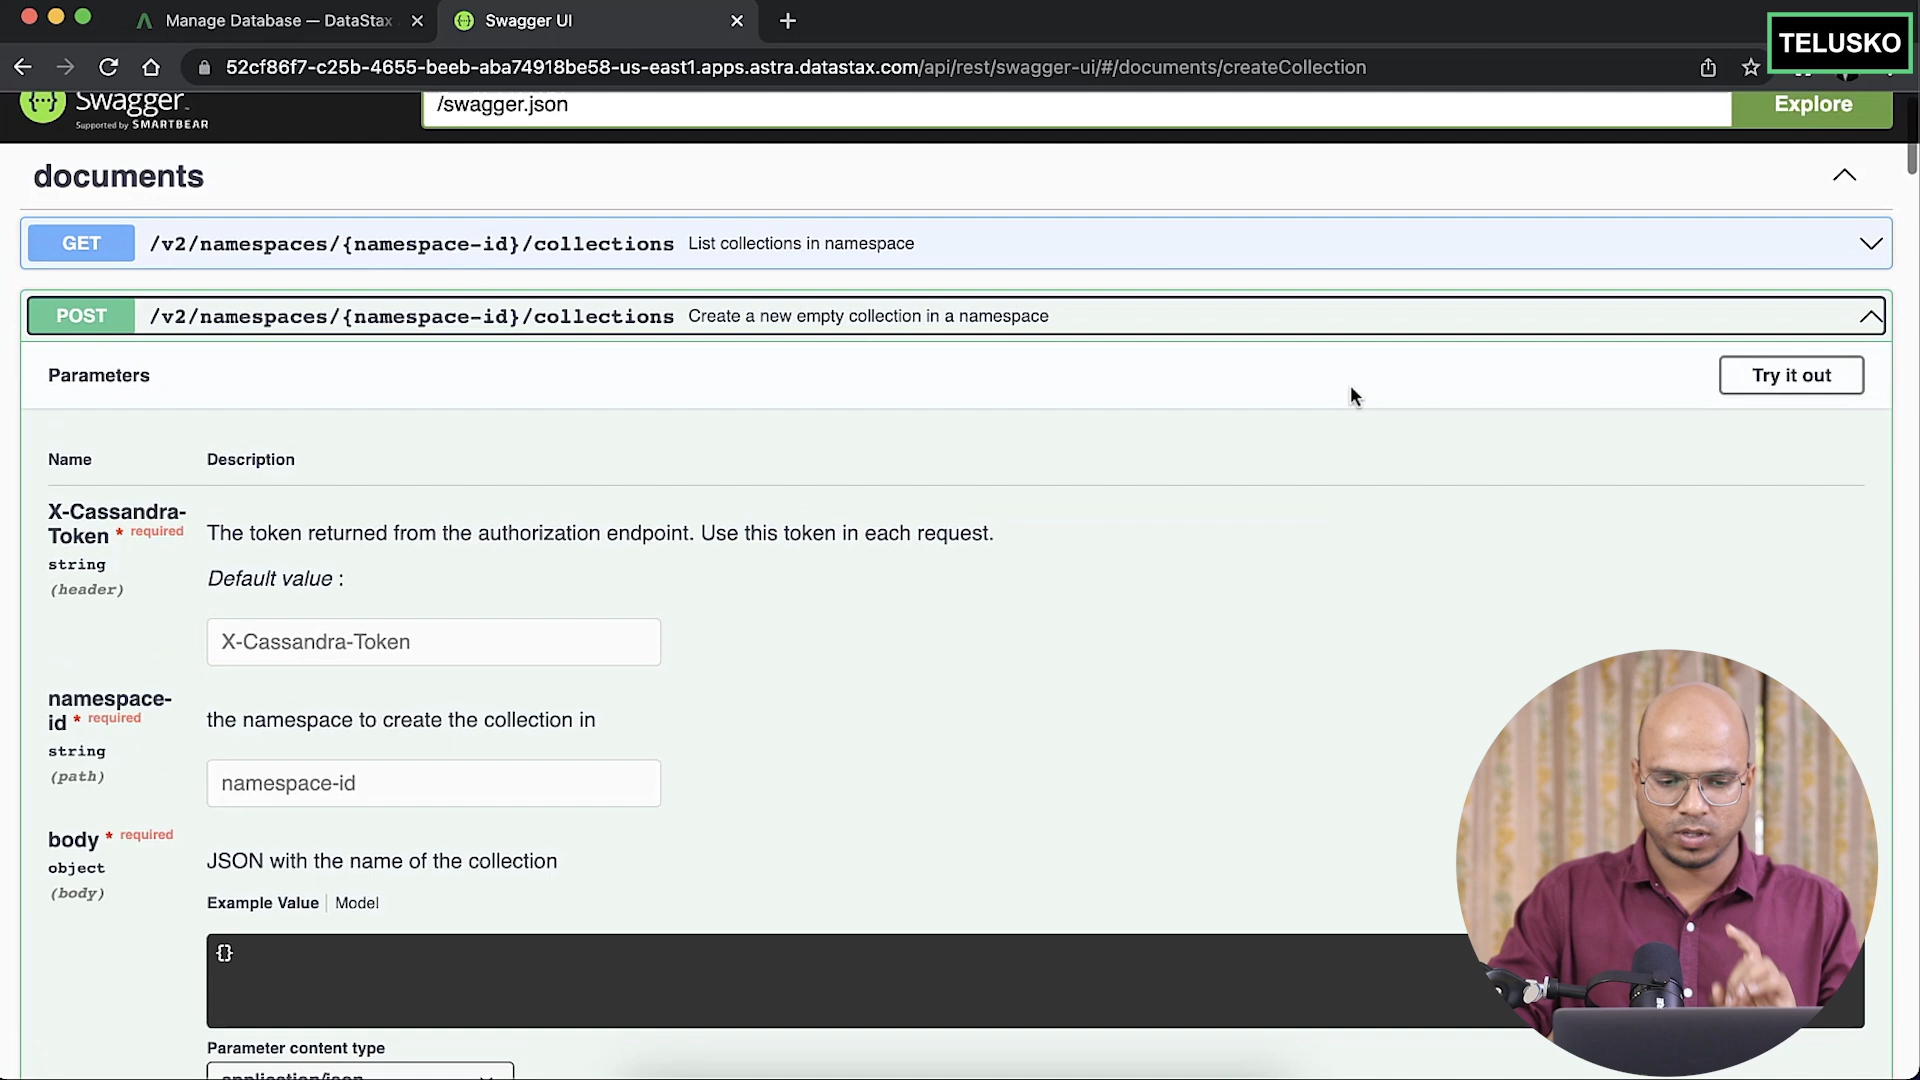 Manage Database — DataStax
Swagger UI
TELUSKO
52cf86f7-c25b-4655-beeb-aba74918be58-us-east1.apps.astra.datastax.com/api/rest/swagger-ui/#/documents/createCollection
Swagger
Supported by SMARTBEAR
/swagger.json
Explore
documents
GET /v2/namespaces/{namespace-id}/collections List collections in namespace
POST /v2/namespaces/{namespace-id}/collections Create a new empty collection in a namespace
Parameters
Try it out
Name Description
X-Cassandra-
Token * required
string
(header)
The token returned from the authorization endpoint. Use this token in each request.
Default value :
X-Cassandra-Token
namespace-
id * required
string
(path)
the namespace to create the collection in
namespace-id
body * required
object
(body)
JSON with the name of the collection
Example Value | Model
{}
Parameter content type
application/json